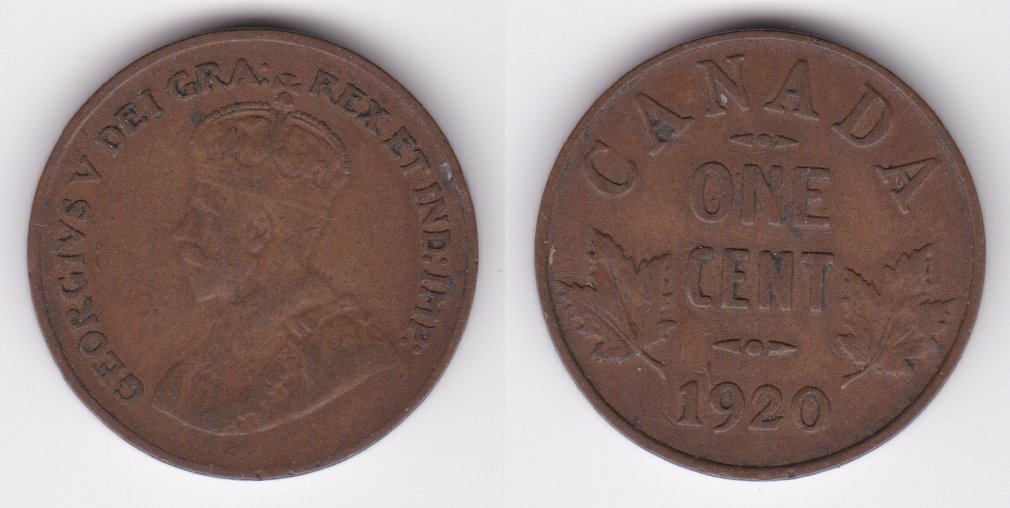 GEORGIVS V DEI GRA: REX ET IND: IMP:
CANADA
ONE
CENT
1920